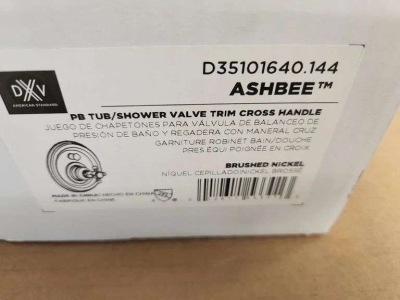 DXV
AMERICAN STANDARD
D35101640.144
ASHBEE™
PB TUB/SHOWER VALVE TRIM CROSS HANDLE
JUEGO DE CHAPETONES PARA VÁLVULA DE BALANCEO DE
PRESIÓN DE BAÑO Y REGADERA CON MANERAL CRUZ
GARNITURE ROBINET BAIN/DOUCHE
PRES ÉQUI POIGNÉE EN CROIX
BRUSHED NICKEL
NÍQUEL CEPILLADO/NICKEL BROSSÉ